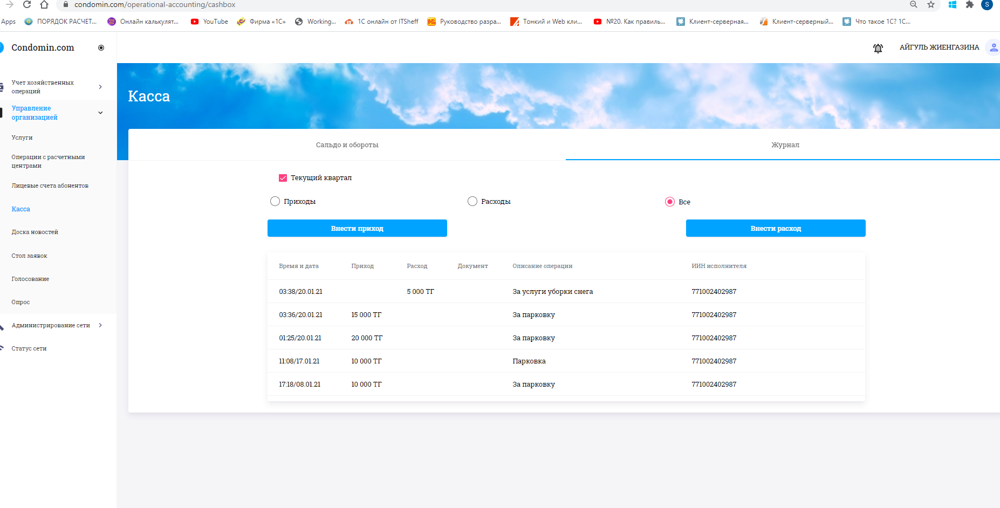 condomin.com/operational-accounting/cashbox
S
Apps ПОРЯДОК РАСЧЕТ... Онлайн калькулят... YouTube Фирма «1С» Working... 1С онлайн от ITSheff Руководство разра... Тонкий и Web кли... №20. Как правиль... Клиент-серверная... Клиент-серверный... Что такое 1С? 1С...
Condomin.com
АЙГУЛЬ ЖИЕНГАЗИНА
Учет хозяйственных
операций
Управление
организацией
Услуги
Операции с расчетными
центрами
Лицевые счета абонентов
Касса
Доска новостей
Стол заявок
Голосование
Опрос
Администрирование сети
Статус сети
Касса
Сальдо и обороты Журнал
Текущий квартал
Приходы Расходы Все
Внести приход Внести расход
Время и дата Приход Расход Документ Описание операции ИИН исполнителя
03:38/20.01.21 5 000 ТГ За услуги уборки снега 771002402987
03:36/20.01.21 15 000 ТГ За парковку 771002402987
01:25/20.01.21 20 000 ТГ За парковку 771002402987
11:08/17.01.21 10 000 ТГ Парковка 771002402987
17:18/08.01.21 10 000 ТГ За парковку 771002402987